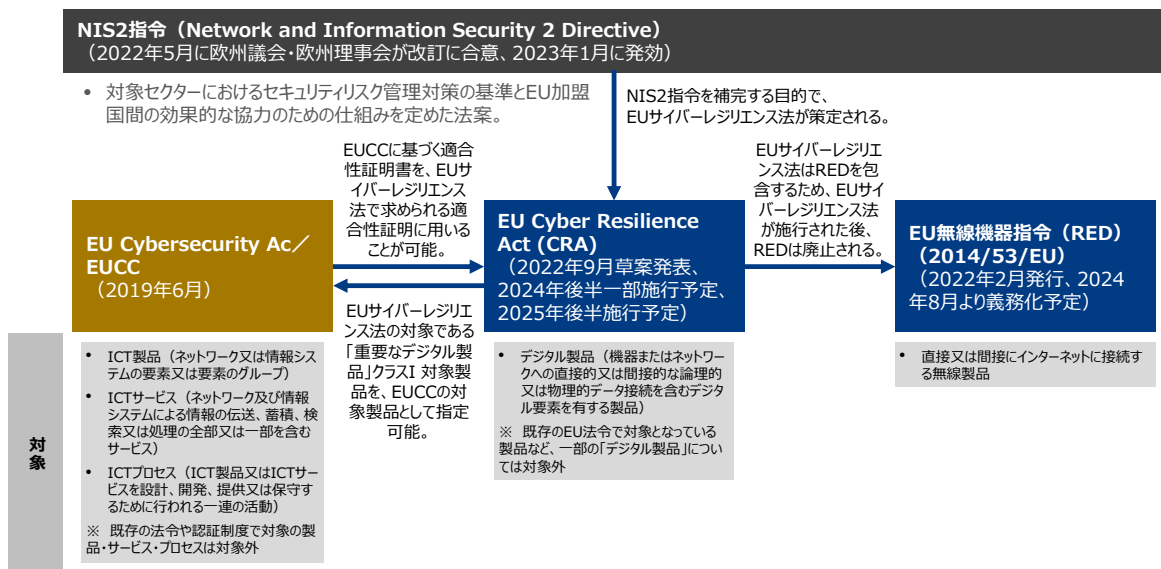 NIS2指令（Network and Information Security 2 Directive）
（2022年5月に欧州議会・欧州理事会が改訂に合意、2023年1月に発効）
• 対象セクターにおけるセキュリティリスク管理対策の基準とEU加盟
国間の効果的な協力のための仕組みを定めた法案。
NIS2指令を補完する目的で、
EUサイバーレジリエンス法が策定される。
EUCCに基づく適合
性証明書を、EUサ
イバーレジリエンス
法で求められる適
合性証明に用いる
ことが可能。
EUサイバーレジリエ
ンス法はREDを包
含するため、EUサイ
バーレジリエンス法
が施行された後、
REDは廃止される。
EU Cybersecurity Ac／
EUCC
（2019年6月）
EU Cyber Resilience
Act (CRA)
（2022年9月草案発表、
2024年後半一部施行予定、
2025年後半施行予定）
EU無線機器指令（RED）
（2014/53/EU）
（2022年2月発行、2024
年8月より義務化予定）
EUサイバーレジリエ
ンス法の対象である
「重要なデジタル製
品」クラスI 対象製
品を、EUCCの対
象製品として指定
可能。
対
象
• ICT製品（ネットワーク又は情報シス
テムの要素又は要素のグループ）
• ICTサービス（ネットワーク及び情報
システムによる情報の伝送、蓄積、検
索又は処理の全部又は一部を含む
サービス）
• ICTプロセス（ICT製品又はICTサー
ビスを設計、開発、提供又は保守す
るために行われる一連の活動）
※ 既存の法令や認証制度で対象の製
品・サービス・プロセスは対象外
• デジタル製品（機器またはネットワー
クへの直接的又は間接的な論理的
又は物理的データ接続を含むデジタ
ル要素を有する製品）
※ 既存のEU法令で対象となっている
製品など、一部の「デジタル製品」につい
ては対象外
• 直接又は間接にインターネットに接続す
る無線製品